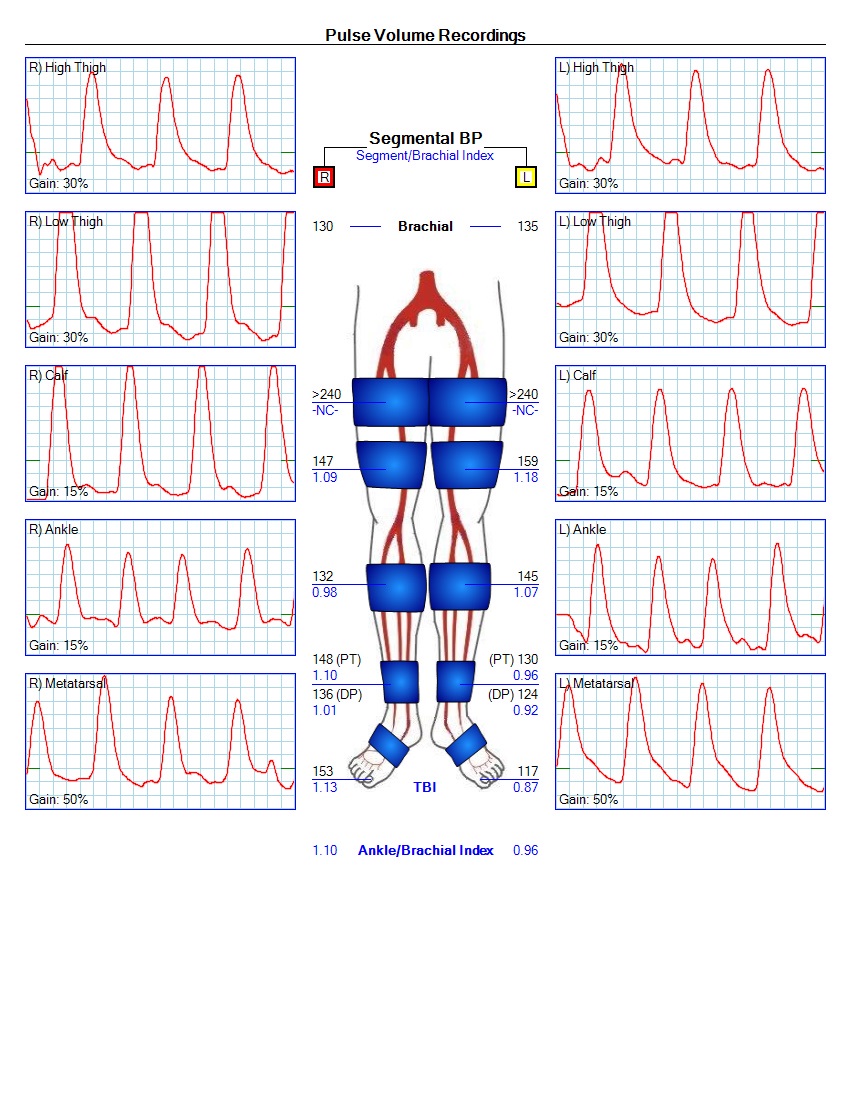 Pulse Volume Recordings
R) High Thigh
Gain: 30%
R) Low Thigh
Gain: 30%
R) Calf
Gain: 15%
R) Ankle
Gain: 15%
R) Metatarsal
Gain: 50%
Segmental BP
Segment/Brachial Index
R L
130 Brachial 135
>240 >240
-NC- -NC-
147 159
1.09 1.18
132 145
0.98 1.07
148 (PT) (PT) 130
1.10 0.96
136 (DP) (DP) 124
1.01 0.92
153 117
1.13 TBI 0.87
1.10 Ankle/Brachial Index 0.96
L) High Thigh
Gain: 30%
L) Low Thigh
Gain: 30%
L) Calf
Gain: 15%
L) Ankle
Gain: 15%
L) Metatarsal
Gain: 50%